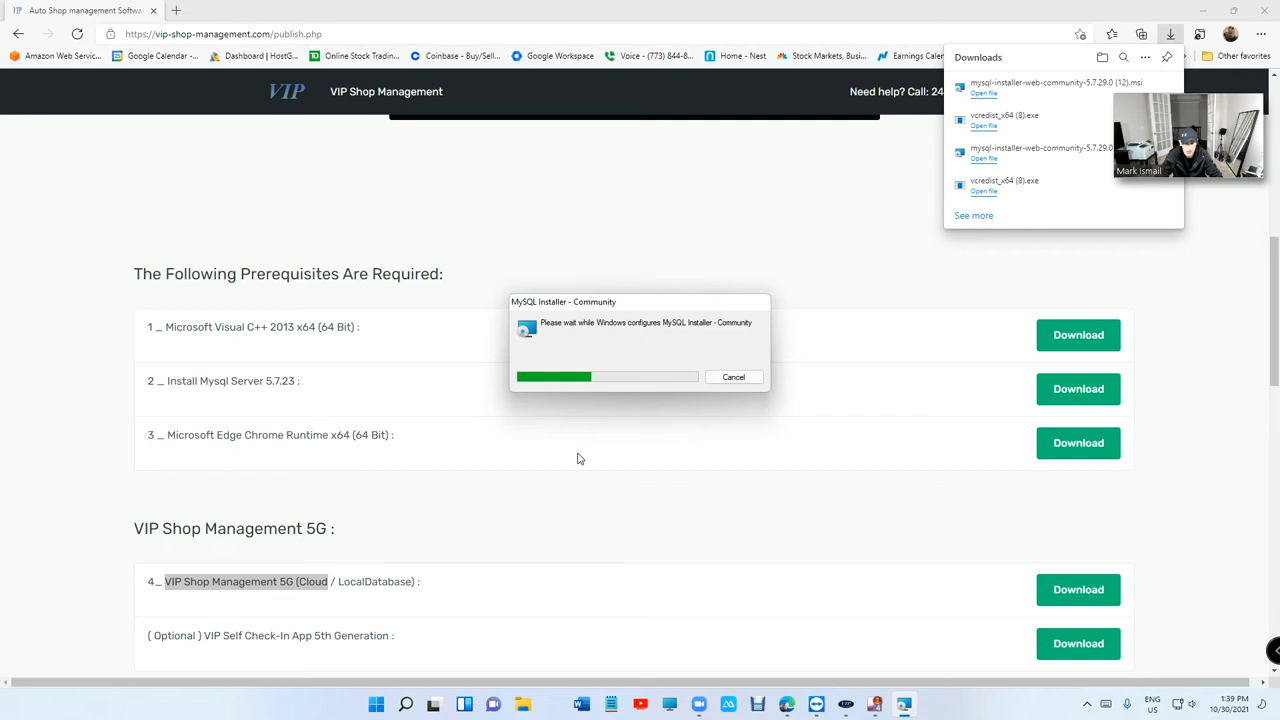 Auto Shop management Softwa
https://vip-shop-management.com/publish.php
Amazon Web Servic...
Google Calendar -...
Dashboard | HostG...
Online Stock Tradin...
Coinbase - Buy/Sell...
Google Workspace
Voice - (773) 844-8...
Home - Nest
Stock Markets, Busi...
Earnings Calen
Other favorites
VIP
VIP Shop Management
Need help? Call: 24
Downloads
mysql-installer-web-community-5.7.29.0 (12).msi
Open file
vcredist_x64 (8).exe
Open file
mysql-installer-web-community-5.7.29.0
Open file
vcredist_x64 (8).exe
Open file
See more
Mark Ismail
The Following Prerequisites Are Required:
1 _ Microsoft Visual C++ 2013 x64 (64 Bit) :
Download
2 _ Install Mysql Server 5.7.23 :
Download
3 _ Microsoft Edge Chrome Runtime x64 (64 Bit) :
Download
MySQL Installer - Community
Please wait while Windows configures MySQL Installer - Community
Cancel
VIP Shop Management 5G :
4_ VIP Shop Management 5G (Cloud / LocalDatabase) :
Download
( Optional ) VIP Self Check-In App 5th Generation :
Download
ENG
US
1:39 PM
10/30/2021